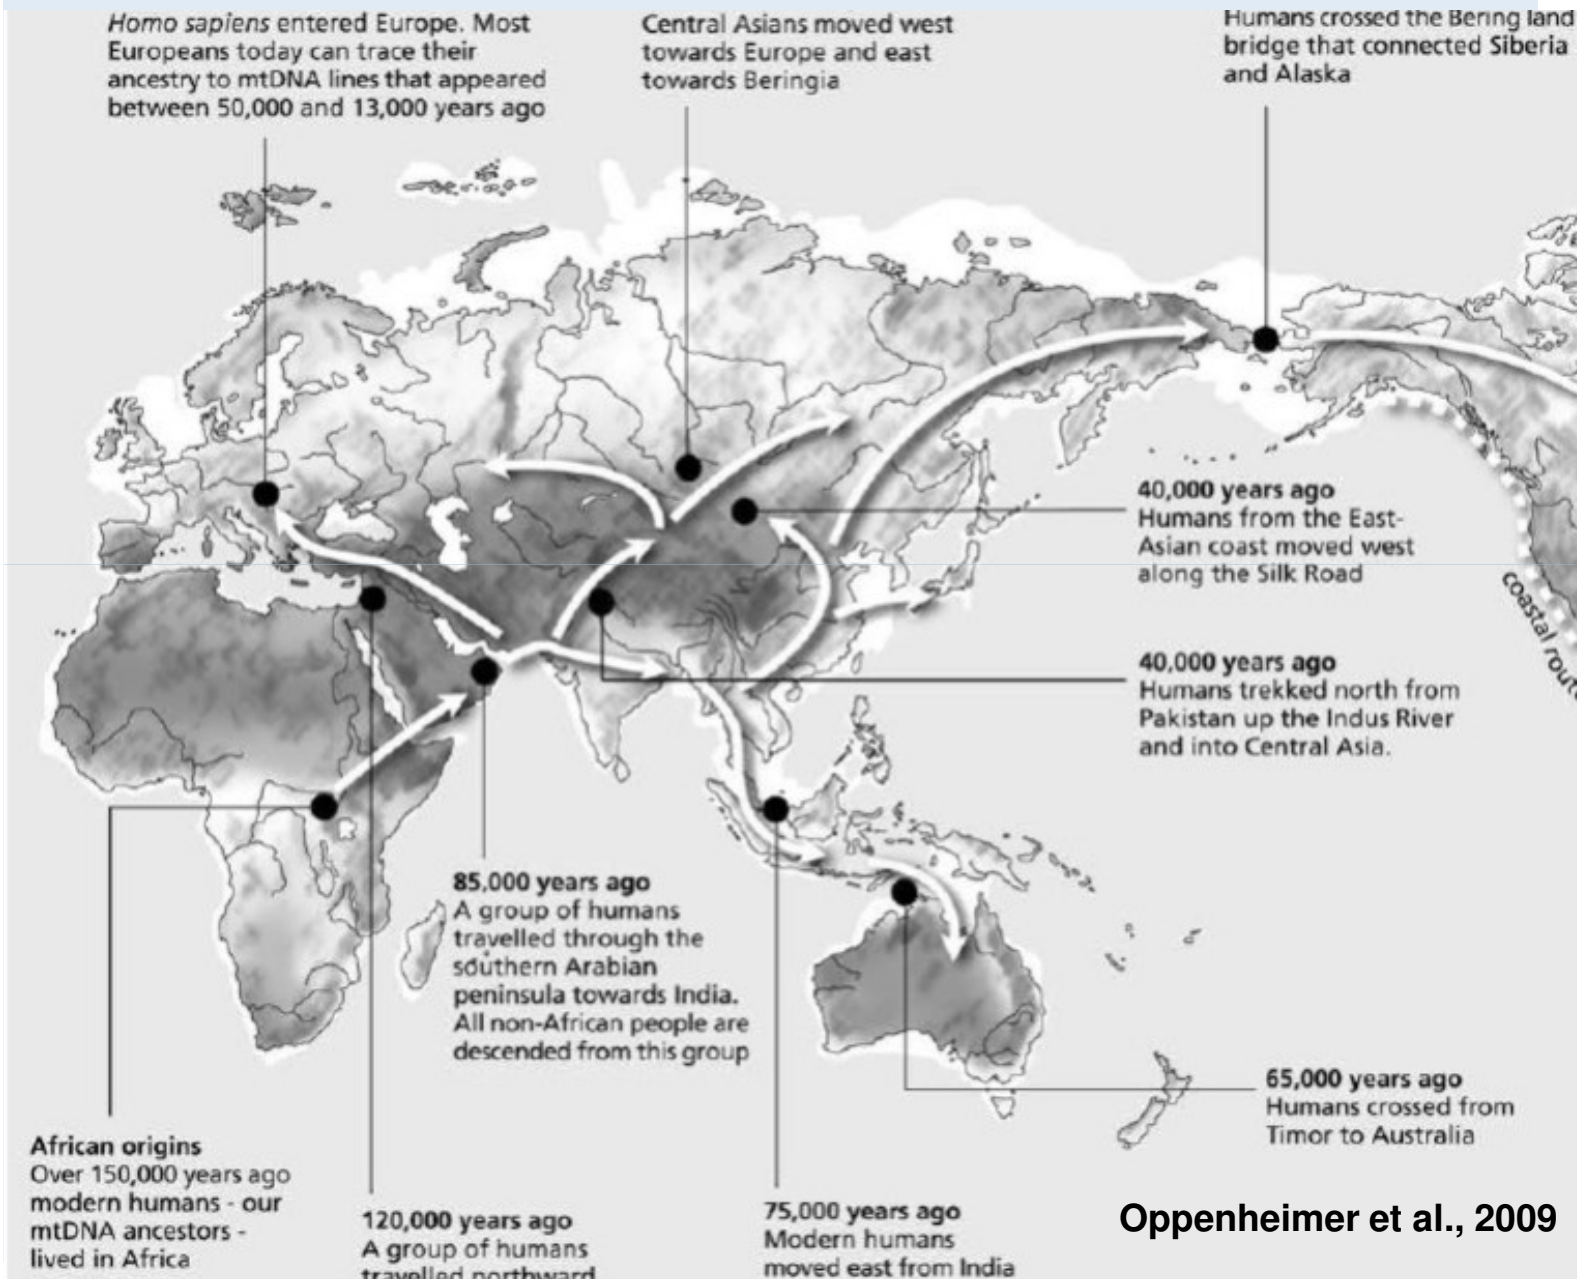 Homo sapiens entered Europe. Most
Europeans today can trace their
ancestry to mtDNA lines that appeared
between 50,000 and 13,000 years ago
Central Asians moved west
towards Europe and east
towards Beringia
Humans crossed the Bering land
bridge that connected Siberia
and Alaska
40,000 years ago
Humans from the East-
Asian coast moved west
along the Silk Road
40,000 years ago
Humans trekked north from
Pakistan up the Indus River
and into Central Asia.
coastal route
85,000 years ago
A group of humans
travelled through the
southern Arabian
peninsula towards India.
All non-African people are
descended from this group
65,000 years ago
Humans crossed from
Timor to Australia
African origins
Over 150,000 years ago
modern humans - our
mtDNA ancestors -
lived in Africa
120,000 years ago
A group of humans
travelled northward
75,000 years ago
Modern humans
moved east from India
Oppenheimer et al., 2009